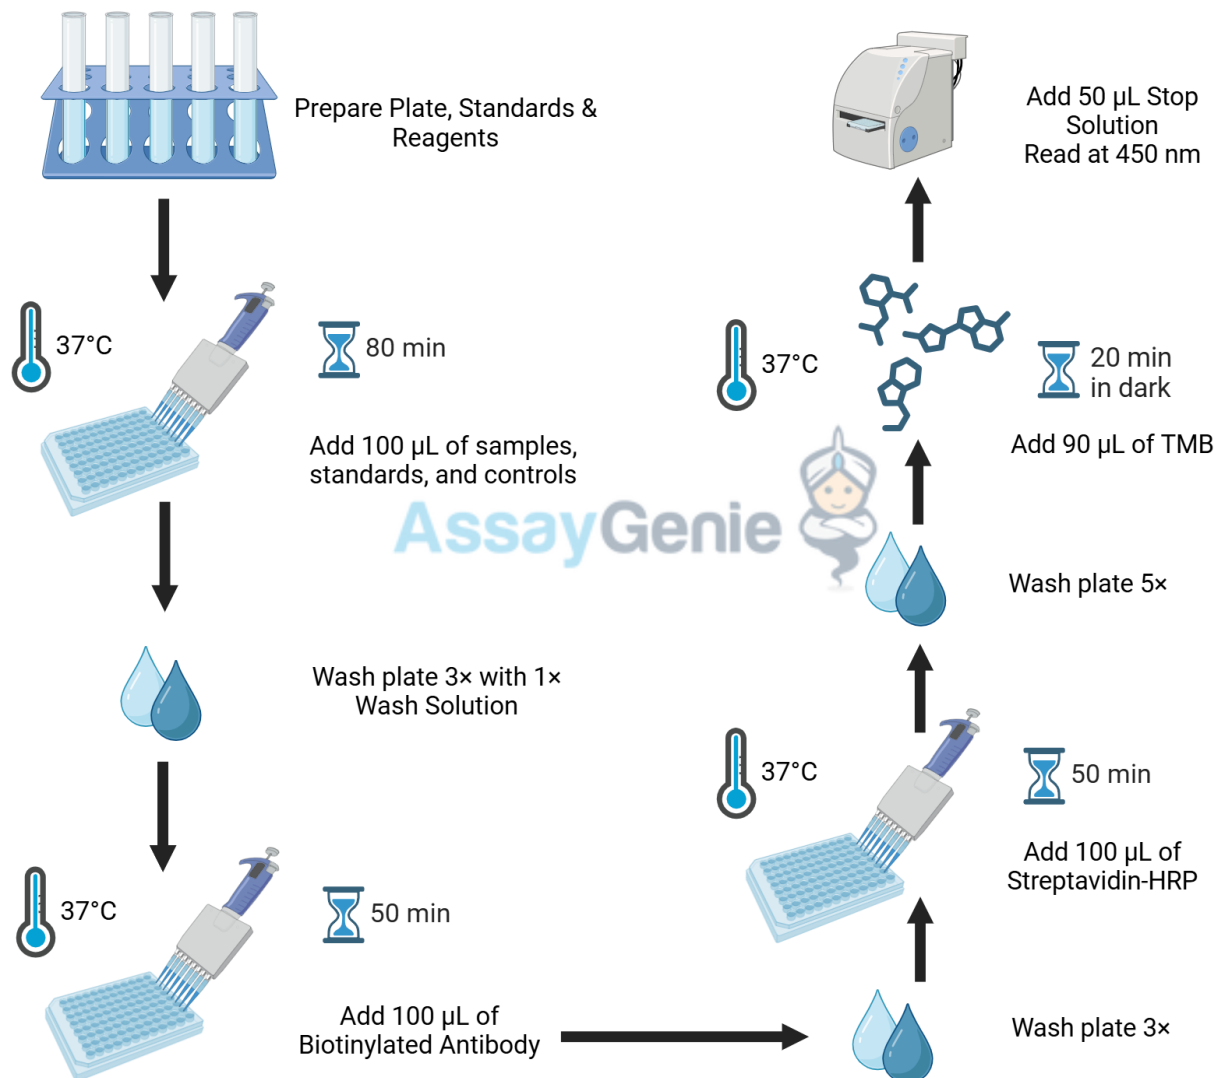 Prepare Plate, Standards &
Reagents
37°C
80 min
Add 100 µL of samples,
standards, and controls
Wash plate 3× with 1×
Wash Solution
37°C
50 min
Add 100 µL of
Biotinylated Antibody
Wash plate 3×
37°C
50 min
Add 100 µL of
Streptavidin-HRP
Wash plate 5×
37°C
20 min
in dark
Add 90 µL of TMB
Add 50 µL Stop
Solution
Read at 450 nm
AssayGenie